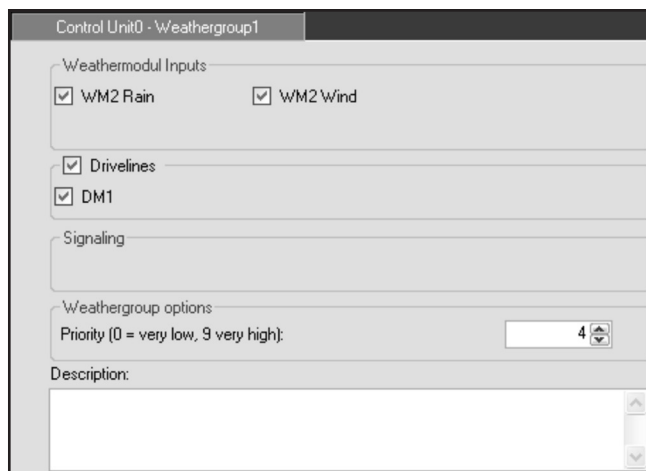 Control Unit0 - Weathergroup1
Weathermodul Inputs
WM2 Rain WM2 Wind
Drivelines
DM1
Signaling
Weathergroup options
Priority (0 = very low, 9 very high): 4
Description: